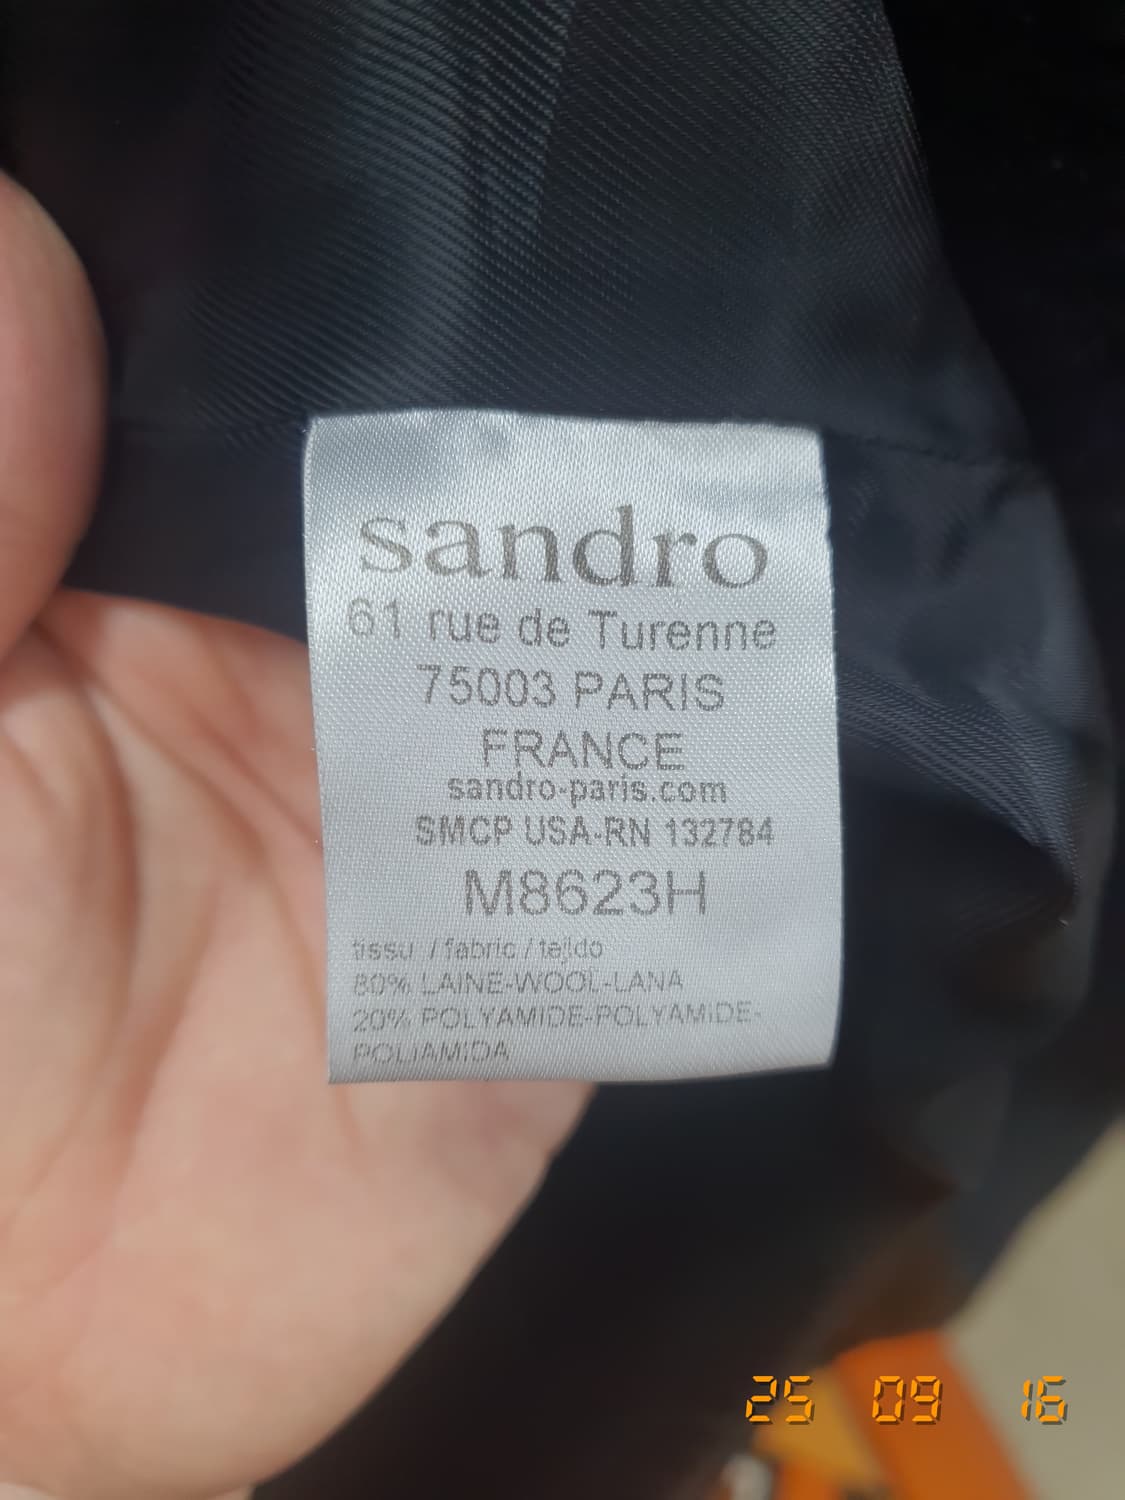 sandro
61 rue de Turenne
75003 PARIS
FRANCE
sandro-paris.com
SMCP USA-RN 132784
M8623H
tissu / fabric / tejido
80% LAINE-WOOL-LANA
20% POLYAMIDE-POLYAMIDE-
POLIAMIDA
25 09 16